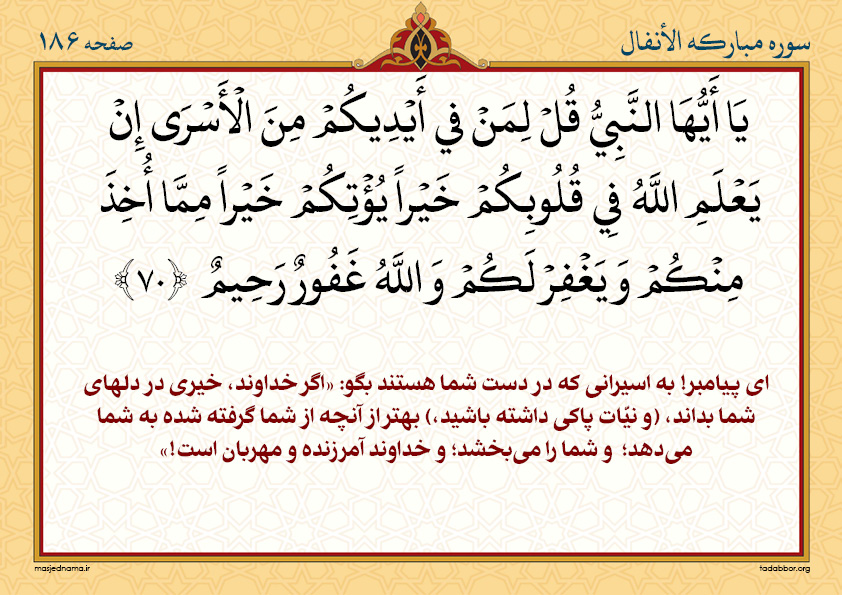 سوره مبارکه الأنفال
صفحه ۱۸۶
يَا أَيُّهَا النَّبِيُّ قُلْ لِمَنْ في أَيْدِيكُمْ مِنَ الْأَسْرَى إِنْ
يَعْلَمِ اللَّهُ فِي قُلُوبِكُمْ خَيْراً يُؤْتِكُمْ خَيْراً مِمَّا أُخِذَ
مِنْكُمْ وَ يَغْفِرْ لَكُمْ وَ اللَّهُ غَفُورٌ رَحِيمٌ ﴿۷۰﴾
ای پیامبر! به اسیرانی که در دست شما هستند بگو: «اگر خداوند، خیری در دلهای
شما بداند، (و نیّات پاکی داشته باشید،) بهتر از آنچه از شما گرفته شده به شما
می‌دهد؛ و شما را می‌بخشد؛ و خداوند آمرزنده و مهربان است!»
masjednama.ir
tadabbor.org